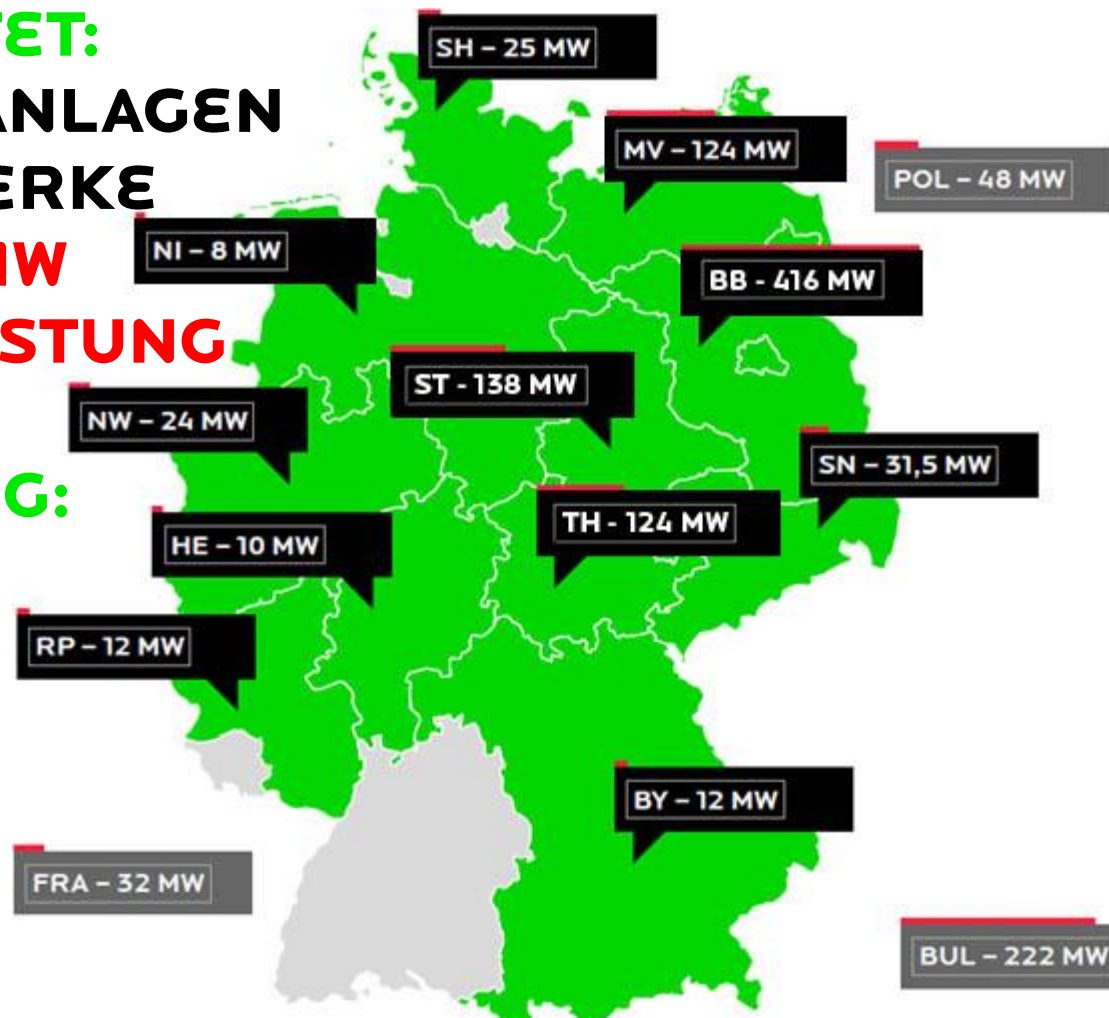 TET:
ANLAGEN
ERKE
MW
STUNG
G:
SH – 25 MW
MV – 124 MW
POL – 48 MW
NI – 8 MW
BB - 416 MW
ST - 138 MW
NW – 24 MW
SN – 31,5 MW
TH - 124 MW
HE – 10 MW
RP – 12 MW
BY – 12 MW
FRA – 32 MW
BUL – 222 MW